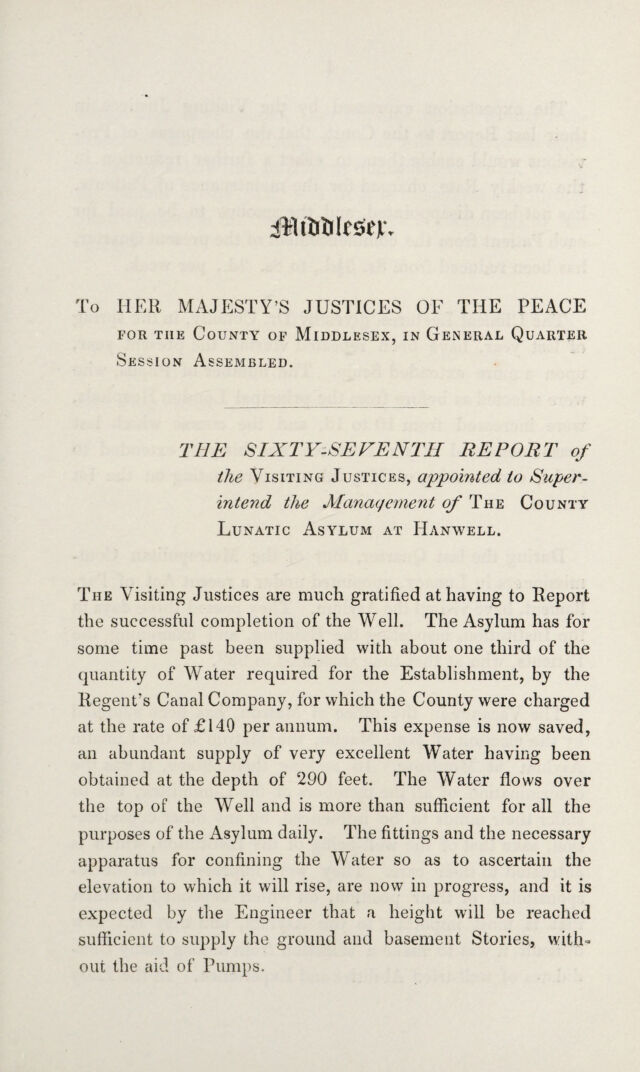 Middlesex.
To HER MAJESTY'S JUSTICES OF THE PEACE
FOR THE COUNTY OF MIDDLESEX, IN GENERAL QUARTER
SESSION ASSEMBLED.
THE SIXTY-SEVENTH REPORT of
the VISITING JUSTICES, appointed to Super-
intend the Management of THE COUNTY
LUNATIC ASYLUM AT HANWELL.
THE Visiting Justices are much gratified at having to Report
the successful completion of the Well. The Asylum has for
some time past been supplied with about one third of the
quantity of Water required for the Establishment, by the
Regent's Canal Company, for which the County were charged
at the rate of £140 per annum. This expense is now saved,
an abundant supply of very excellent Water having been
obtained at the depth of 290 feet. The Water flows over
the top of the Well and is more than sufficient for all the
purposes of the Asylum daily. The fittings and the necessary
apparatus for confining the Water so as to ascertain the
elevation to which it will rise, are now in progress, and it is
expected by the Engineer that a height will be reached
sufficient to supply the ground and basement Stories, with-
out the aid of Pumps.